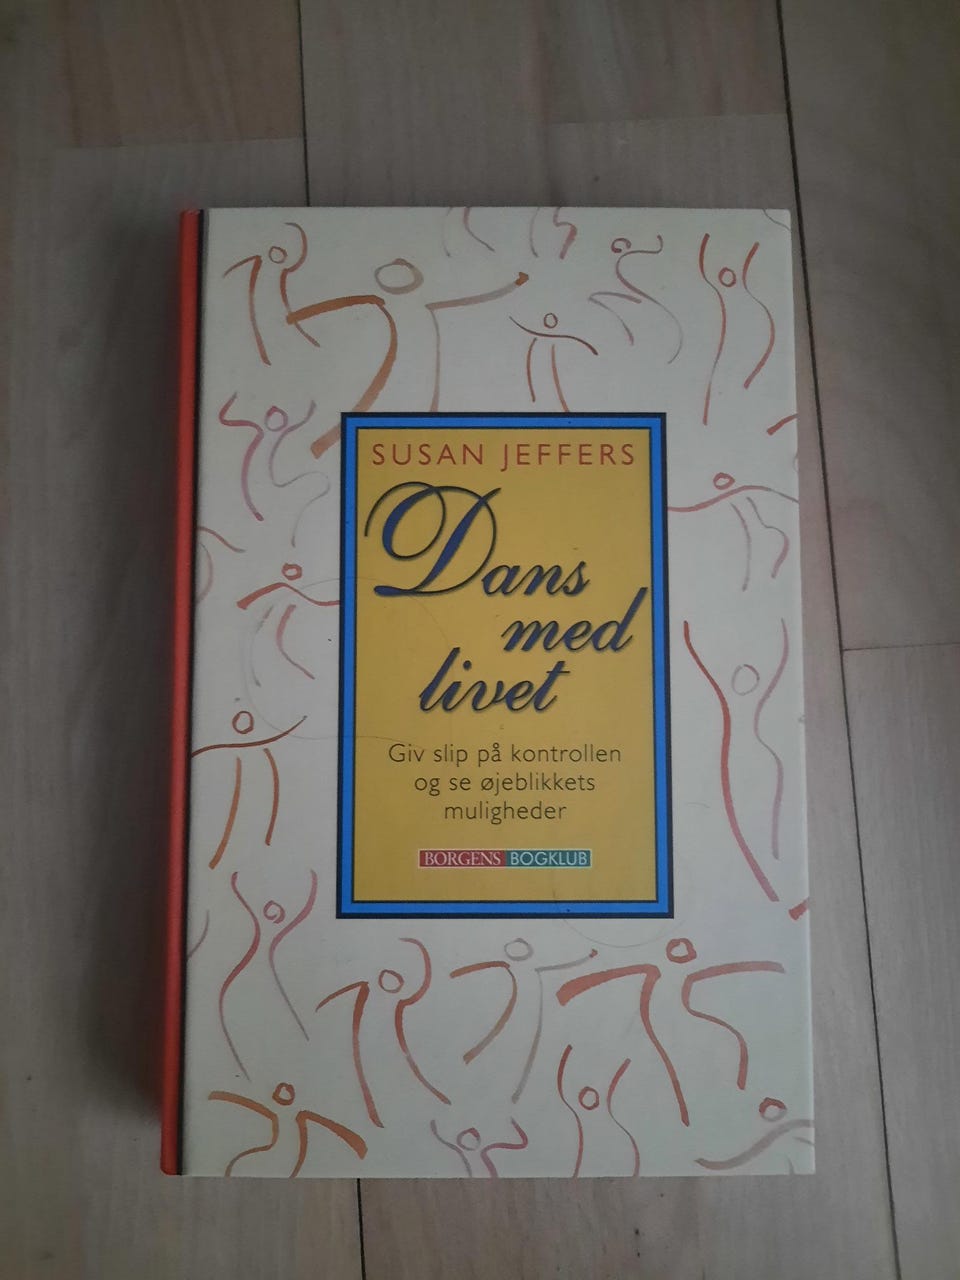 SUSAN JEFFERS
Dans
med
livet
Giv slip på kontrollen
og se øjeblikkets
muligheder
BORGENS BOGKLUB